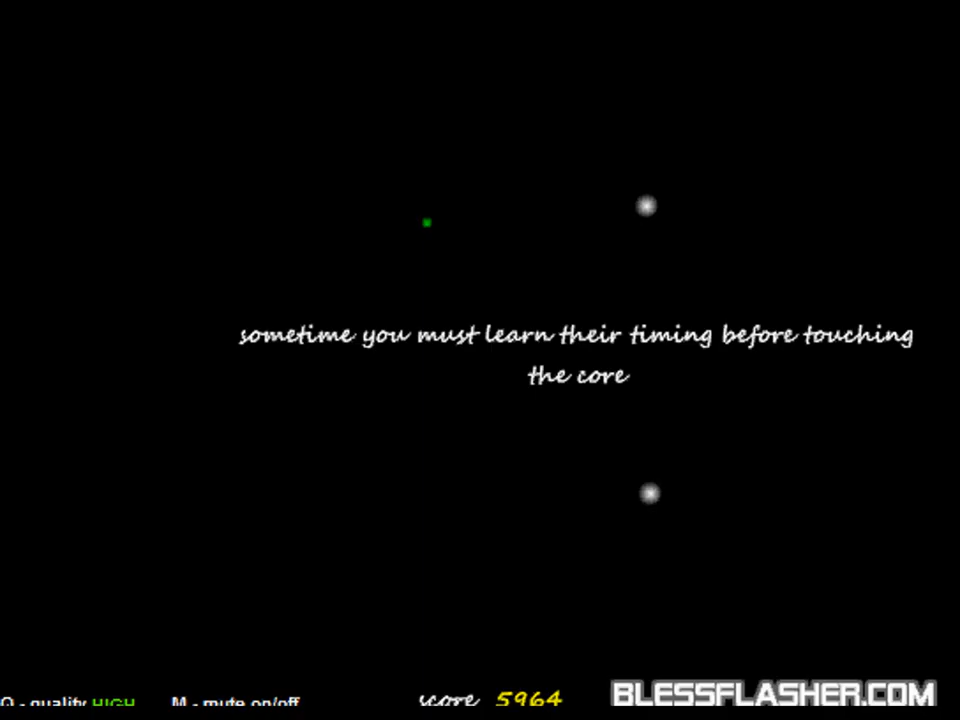 sometime you must learn their timing before touching
the core
Q - quality HIGH M - mute on/off score 5964 BLESSFLASHER.COM